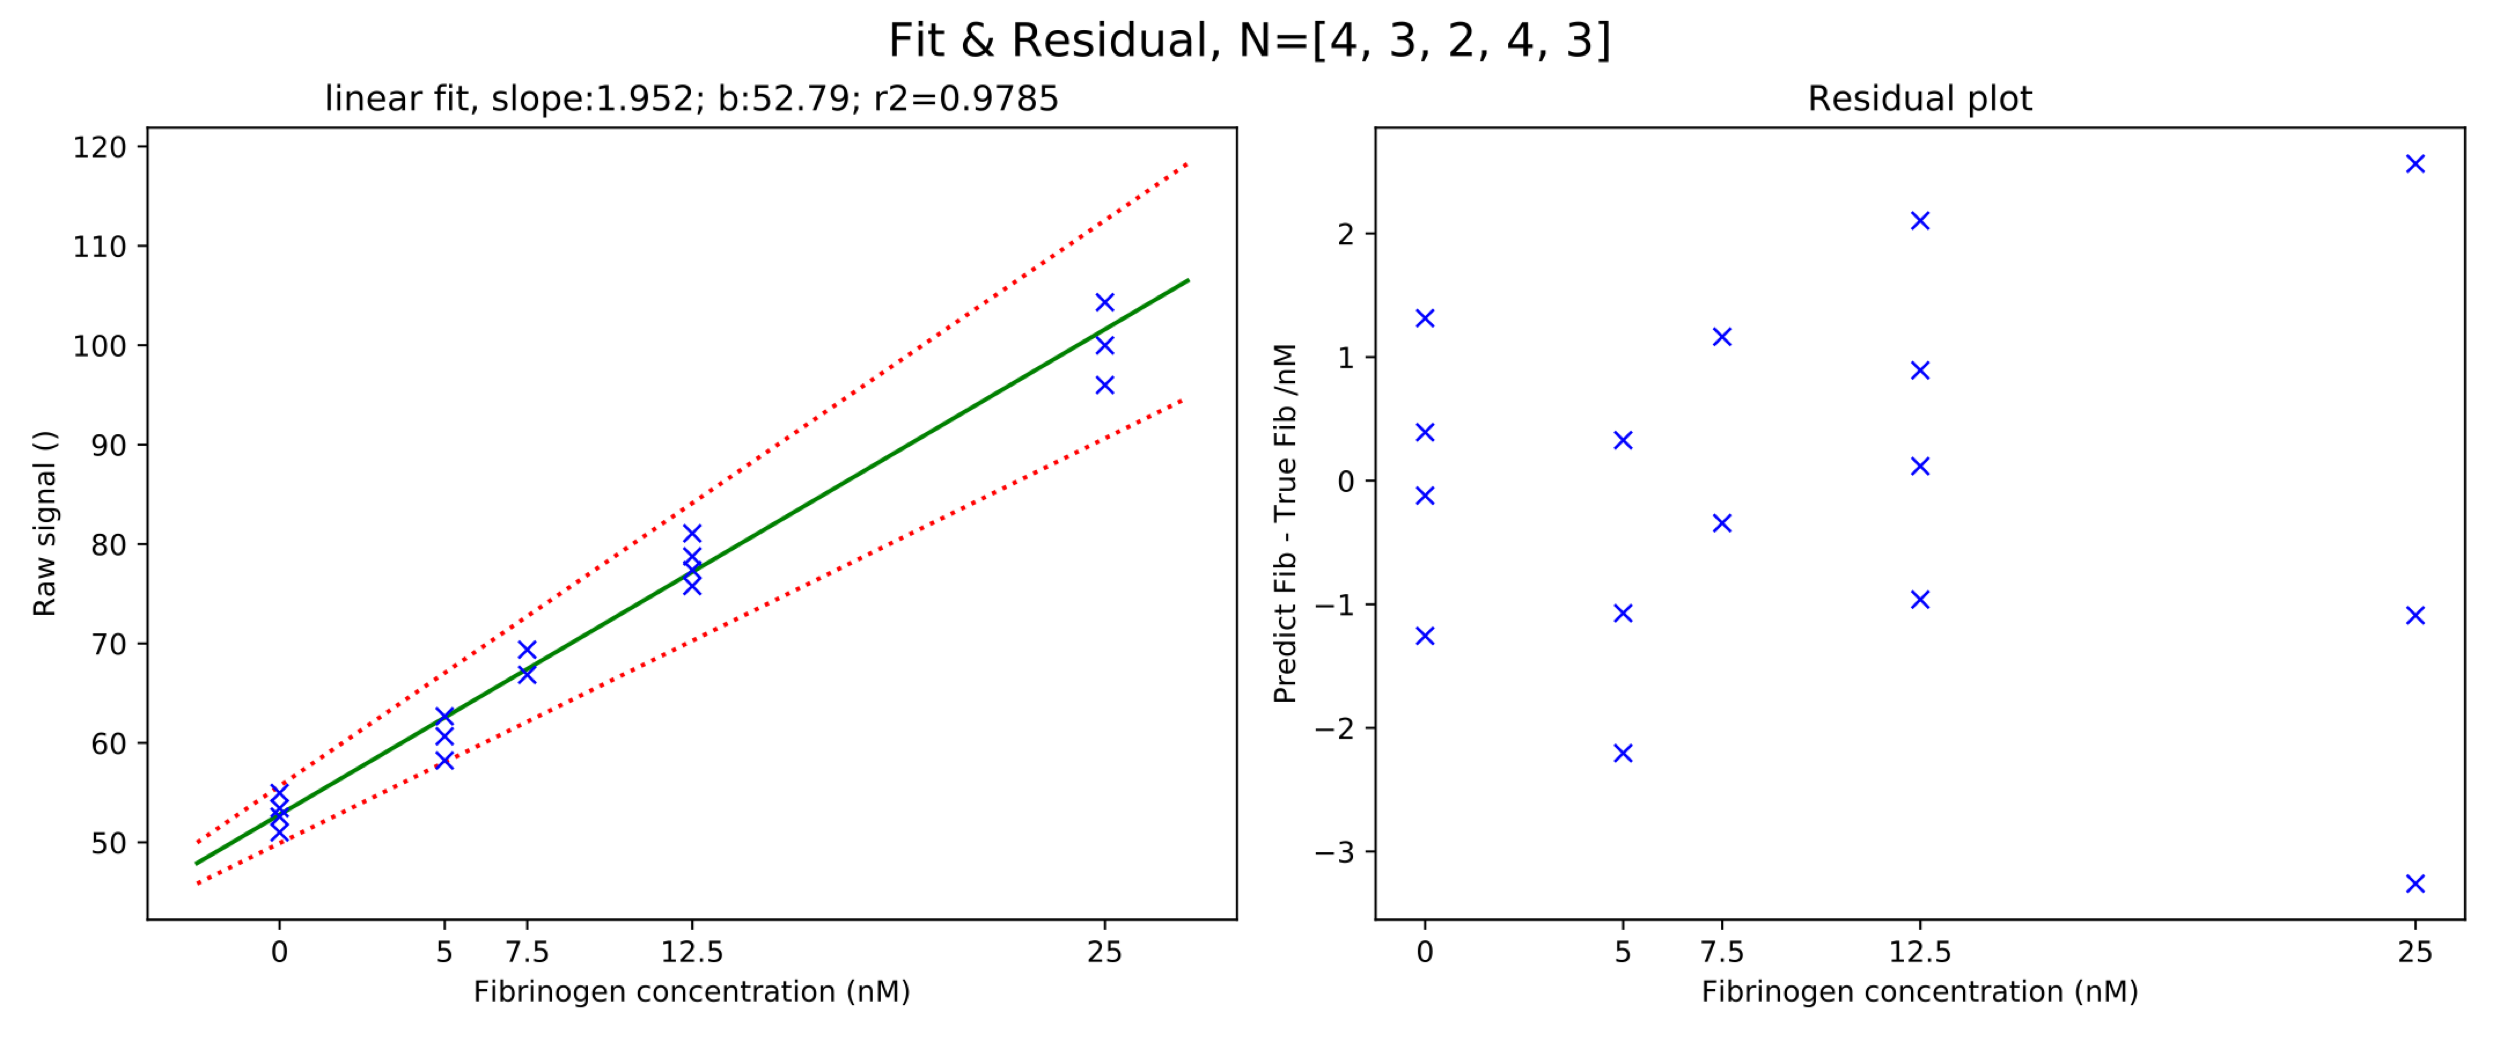 Fit & Residual, N=[4, 3, 2, 4, 3]
linear fit, slope:1.952; b:52.79; r2=0.9785
120
110
100
90
80
70
60
50
Raw signal ()
0 5 7.5 12.5 25
Fibrinogen concentration (nM)
Residual plot
2
1
0
−1
−2
−3
Predict Fib - True Fib /nM
0 5 7.5 12.5 25
Fibrinogen concentration (nM)